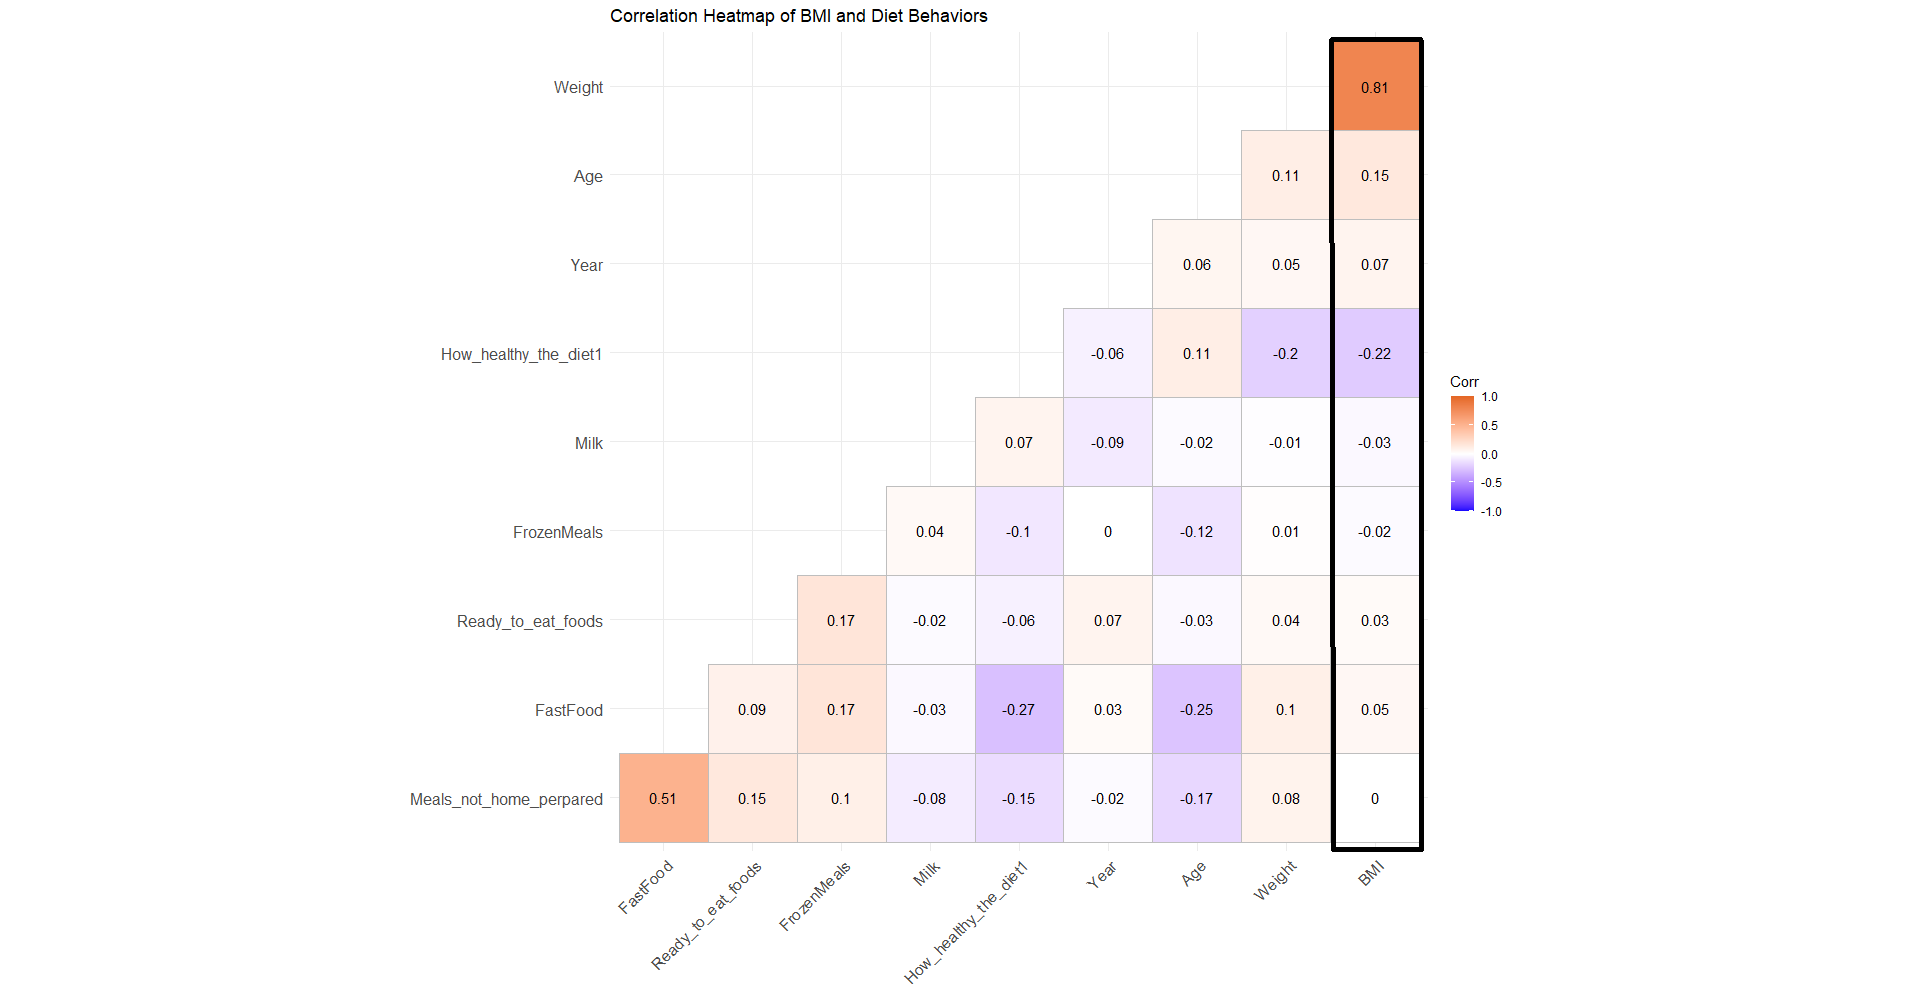 Correlation Heatmap of BMI and Diet Behaviors
Weight 0.81
Age 0.11 0.15
Year 0.06 0.05 0.07
How_healthy_the_diet1 -0.06 0.11 -0.2 -0.22
Milk 0.07 -0.09 -0.02 -0.01 -0.03
FrozenMeals 0.04 -0.1 0 -0.12 0.01 -0.02
Ready_to_eat_foods 0.17 -0.02 -0.06 0.07 -0.03 0.04 0.03
FastFood 0.09 0.17 -0.03 -0.27 0.03 -0.25 0.1 0.05
Meals_not_home_perpared 0.51 0.15 0.1 -0.08 -0.15 -0.02 -0.17 0.08 0
FastFood Ready_to_eat_foods FrozenMeals Milk How_healthy_the_diet1 Year Age Weight BMI
Corr
1.0
0.5
0.0
-0.5
-1.0